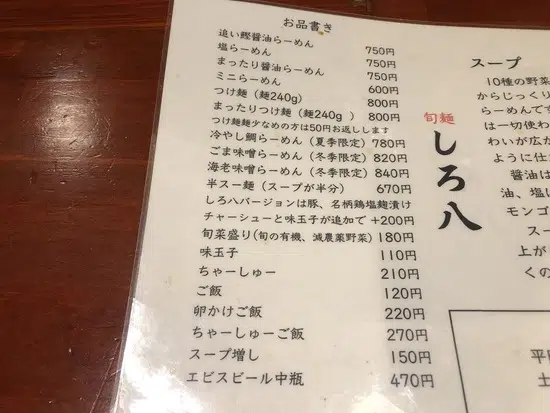 お品書き
追い鰹醤油らーめん 750円
塩らーめん 750円
まったり醤油らーめん 750円
ミニらーめん 600円
つけ麺（麺240g） 800円
まったりつけ麺（麺240g ） 800円
つけ麺麺少なめの方は50円お返しします
冷やし鯛らーめん（夏季限定） 780円
ごま味噌らーめん（冬季限定） 820円
海老味噌らーめん（冬季限定） 840円
半スー麺（スープが半分） 670円
しろ八バージョンは豚、名柄鶏塩麹漬け
チャーシューと味玉子が追加で +200円
旬菜盛り（旬の有機、減農薬野菜） 180円
味玉子 110円
ちゃーしゅー 210円
ご飯 120円
卵かけご飯 220円
ちゃーしゅーご飯 270円
スープ増し 150円
エビスビール中瓶 470円
旬麺
しろ八
スープ
10種の野菜
からじっくり
らーめんです
は一切使わ
わいが広が
ように仕
醤油は
油、塩
モンゴ
スー
上が
くの
平
土